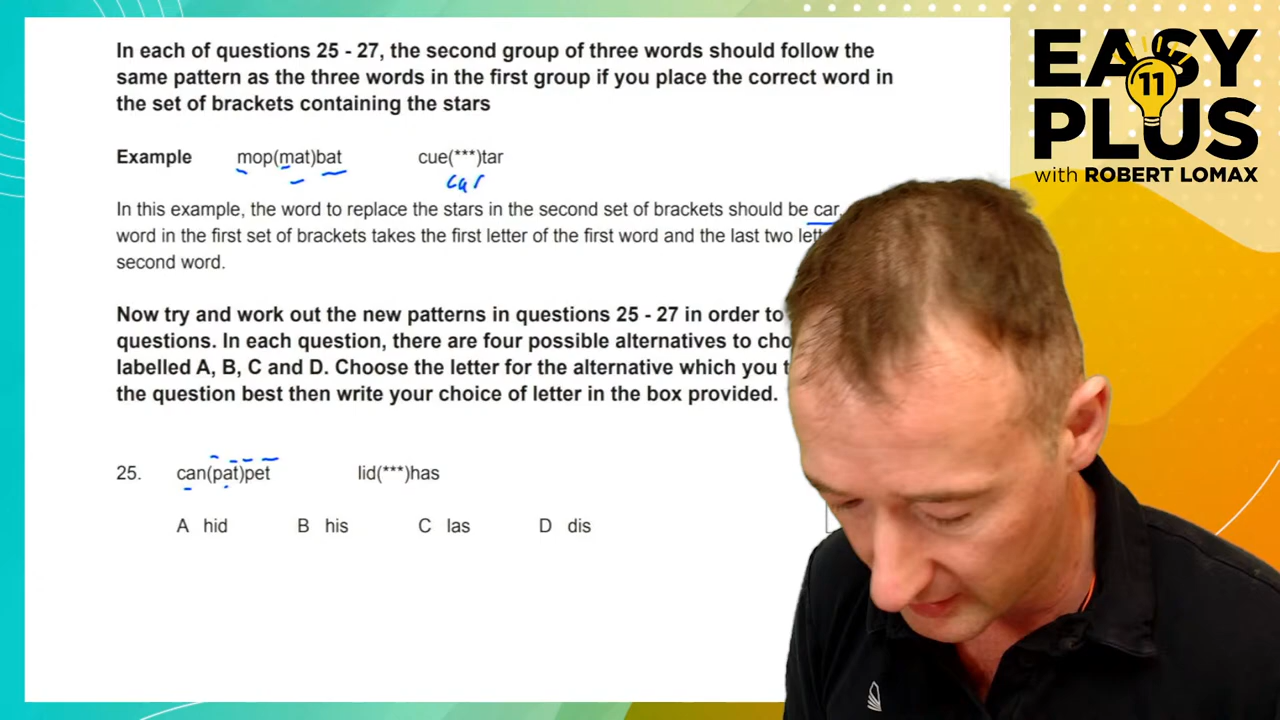 In each of questions 25 - 27, the second group of three words should follow the
same pattern as the three words in the first group if you place the correct word in
the set of brackets containing the stars
EASY
11
PLUS
with ROBERT LOMAX
Example mop(mat)bat cue(***)tar
car
In this example, the word to replace the stars in the second set of brackets should be car.
word in the first set of brackets takes the first letter of the first word and the last two
second word.
Now try and work out the new patterns in questions 25 - 27 in order to
questions. In each question, there are four possible alternatives to
labelled A, B, C and D. Choose the letter for the alternative which you
the question best then write your choice of letter in the box provided.
25. can(pat)pet lid(***)has
A hid B his C las D dis